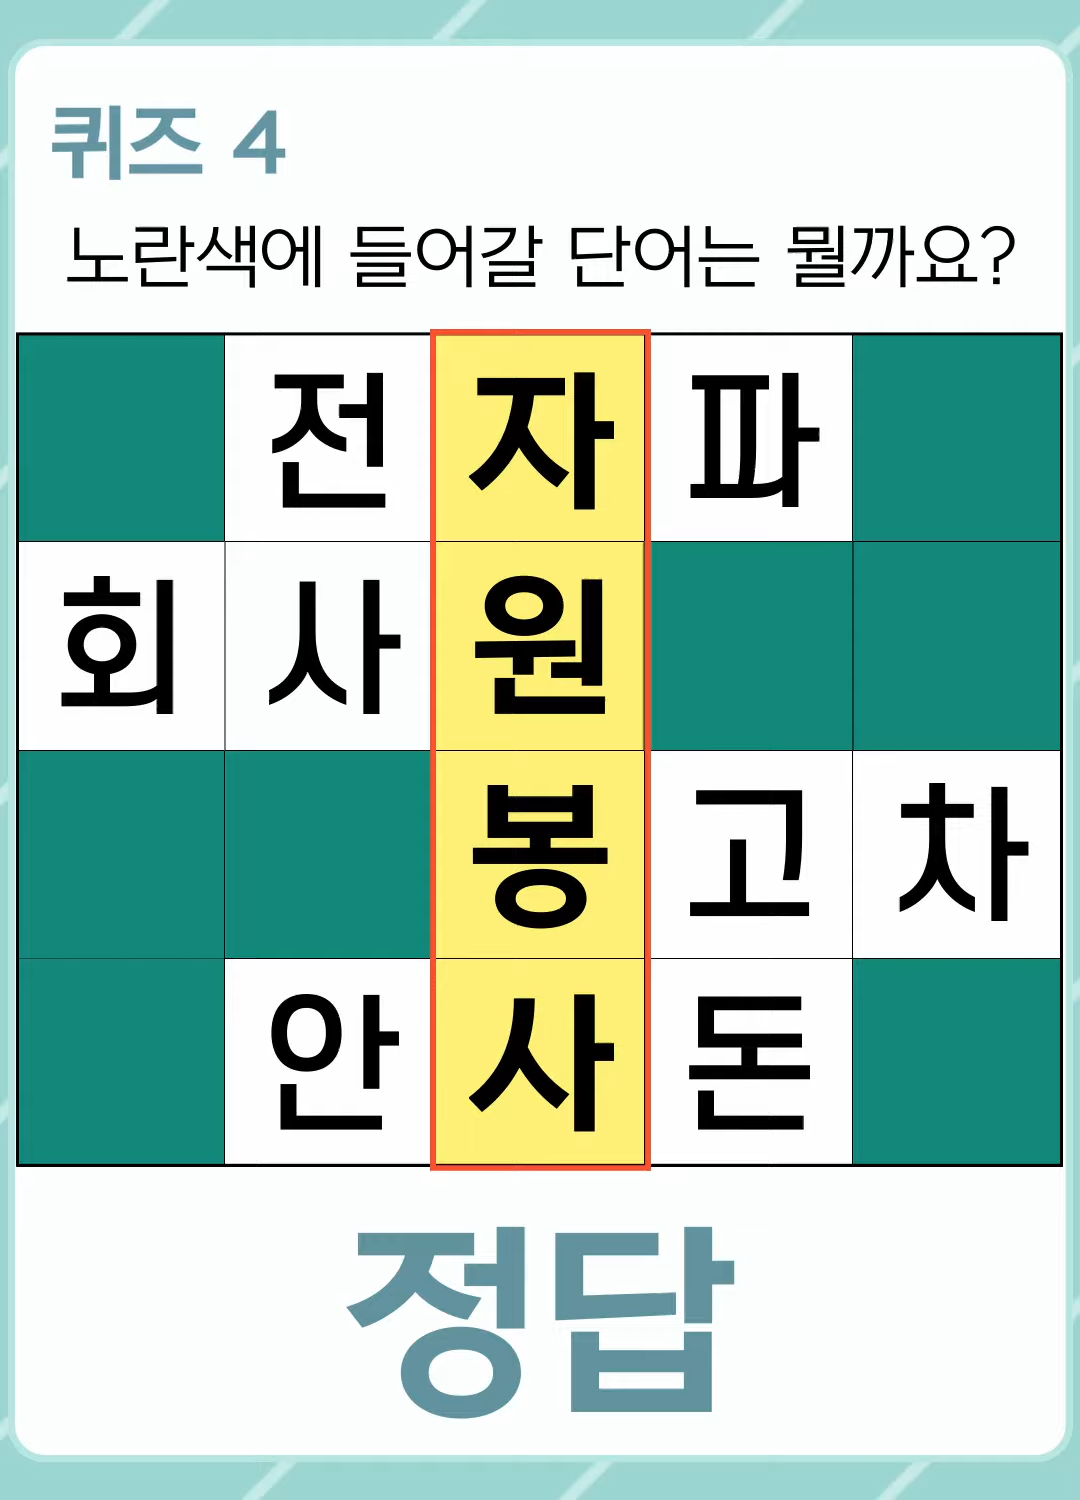 퀴즈 4
노란색에 들어갈 단어는 뭘까요?
전 자 파
회 사 원
봉 고 차
안 사 돈
정답